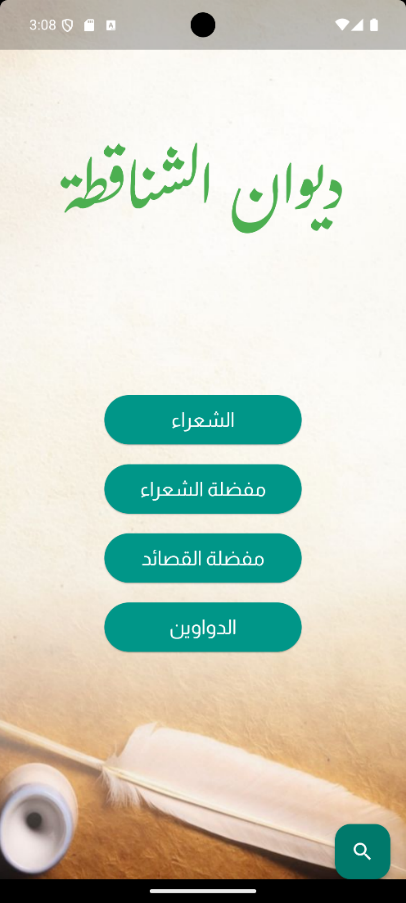 3:08
ديوان الشناقطة
الشعراء
مفضلة الشعراء
مفضلة القصائد
الدواوين